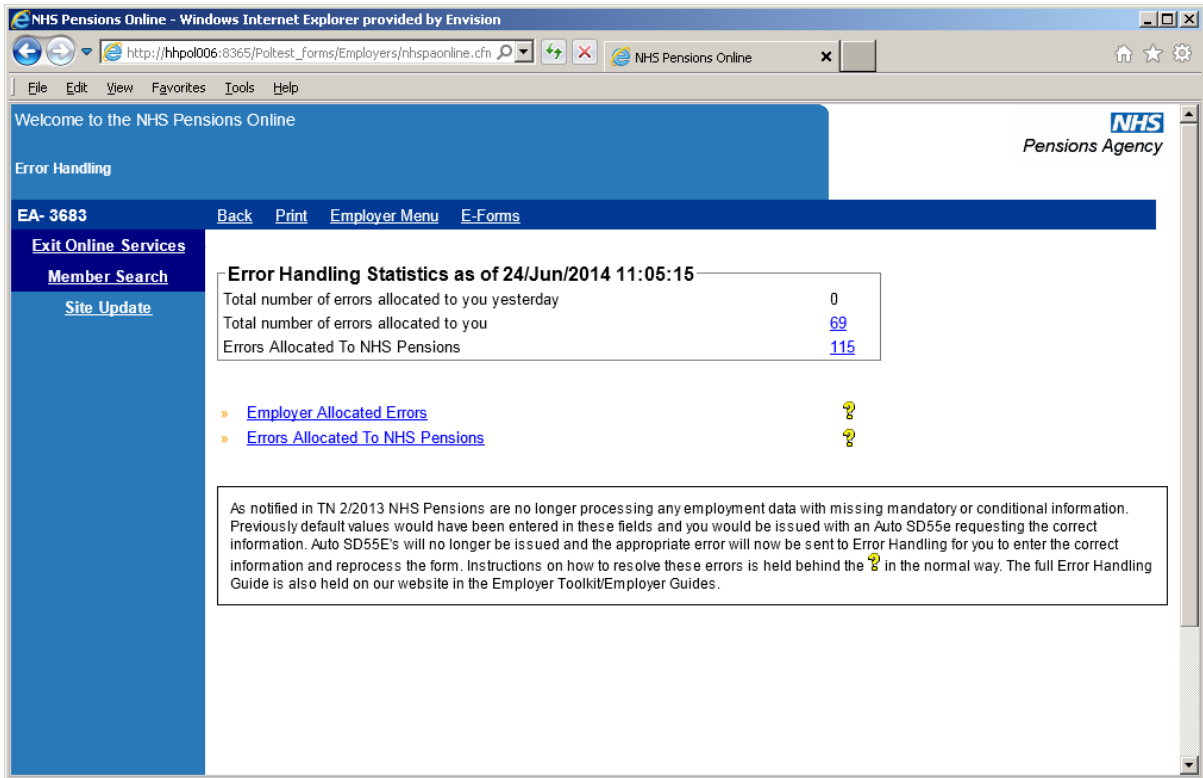 NHS Pensions Online - Windows Internet Explorer provided by Envision
http://hhpol006:8365/Poltest_forms/Employers/nhspaonline.cfn
NHS Pensions Online
File Edit View Favorites Tools Help
Welcome to the NHS Pensions Online
NHS
Pensions Agency
Error Handling
EA- 3683 Back Print Employer Menu E-Forms
Exit Online Services
Member Search
Site Update
Error Handling Statistics as of 24/Jun/2014 11:05:15
Total number of errors allocated to you yesterday 0
Total number of errors allocated to you 69
Errors Allocated To NHS Pensions 115
» Employer Allocated Errors ?
» Errors Allocated To NHS Pensions ?
As notified in TN 2/2013 NHS Pensions are no longer processing any employment data with missing mandatory or conditional information.
Previously default values would have been entered in these fields and you would be issued with an Auto SD55e requesting the correct
information. Auto SD55E's will no longer be issued and the appropriate error will now be sent to Error Handling for you to enter the correct
information and reprocess the form. Instructions on how to resolve these errors is held behind the ? in the normal way. The full Error Handling
Guide is also held on our website in the Employer Toolkit/Employer Guides.